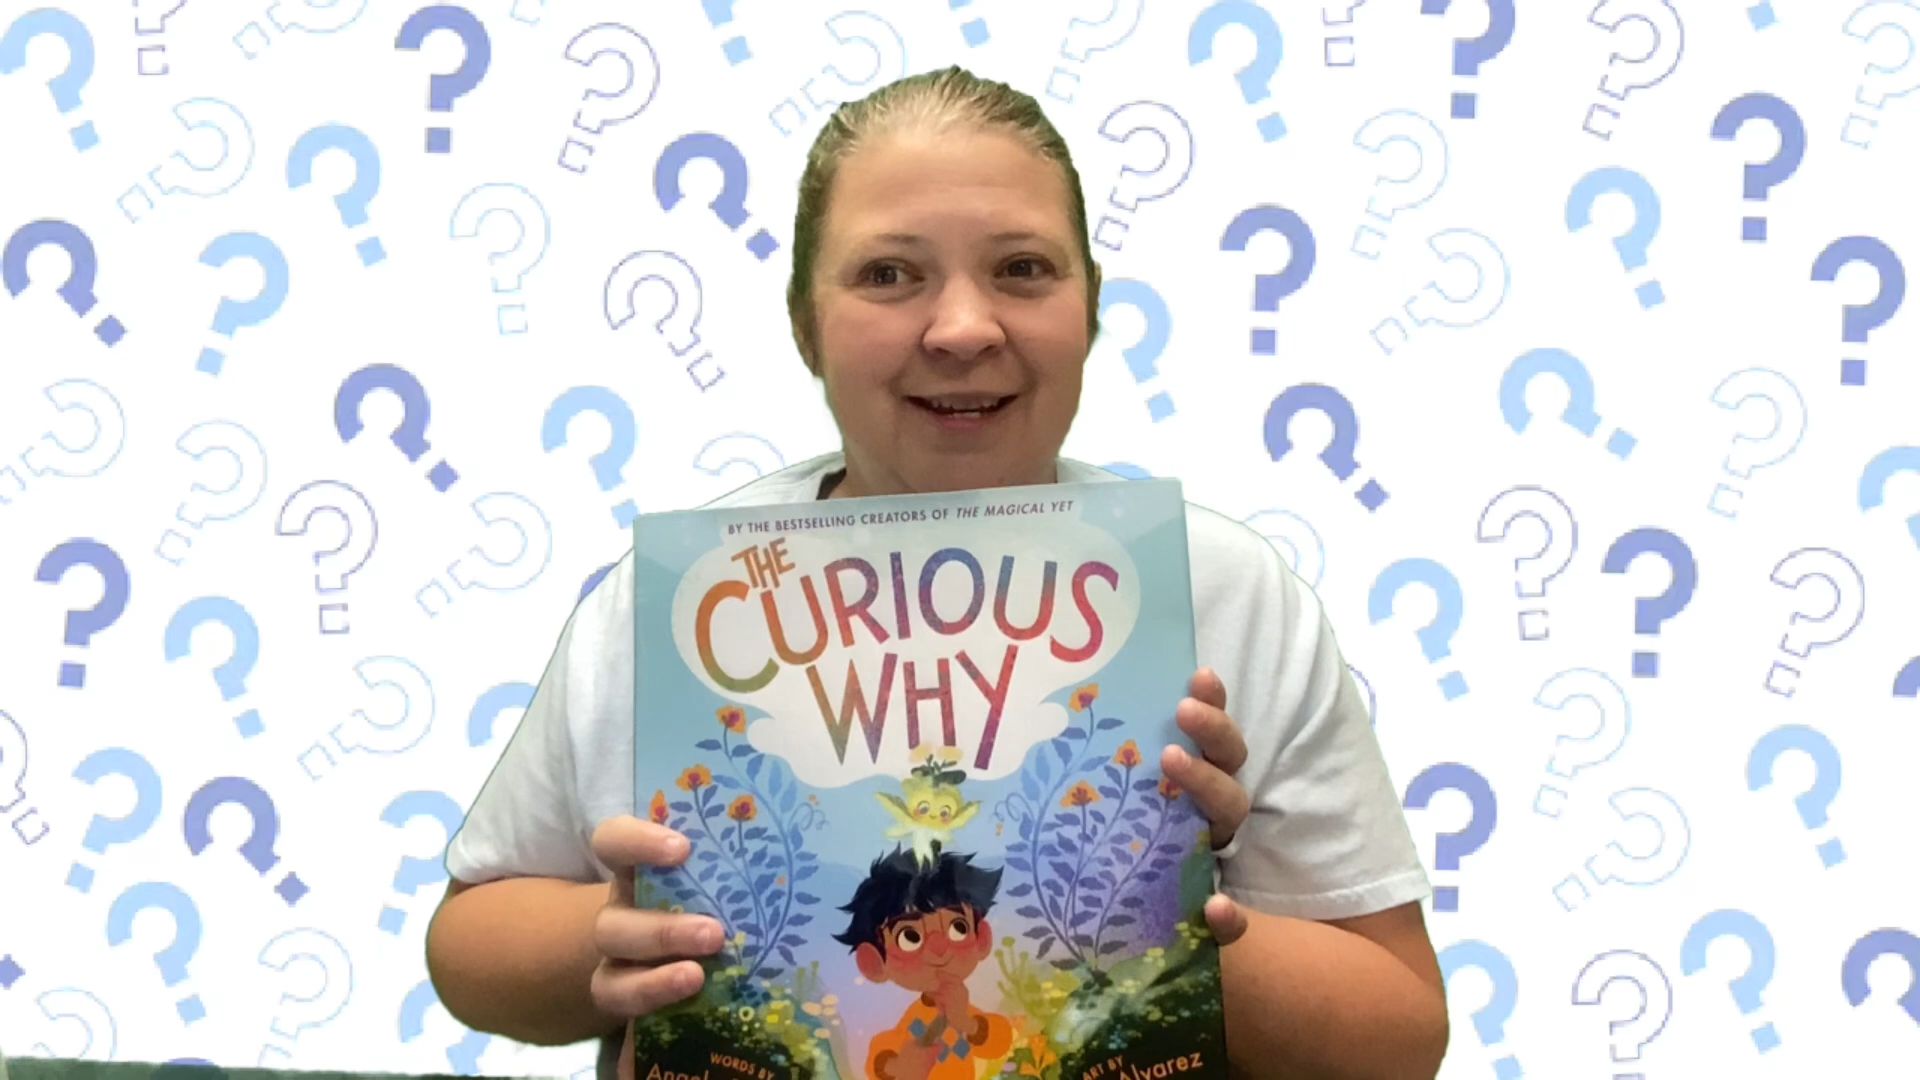 BY THE BESTSELLING CREATORS OF THE MAGICAL YET
THE
CURIOUS
WHY
WORDS BY
ART BY
Alvarez